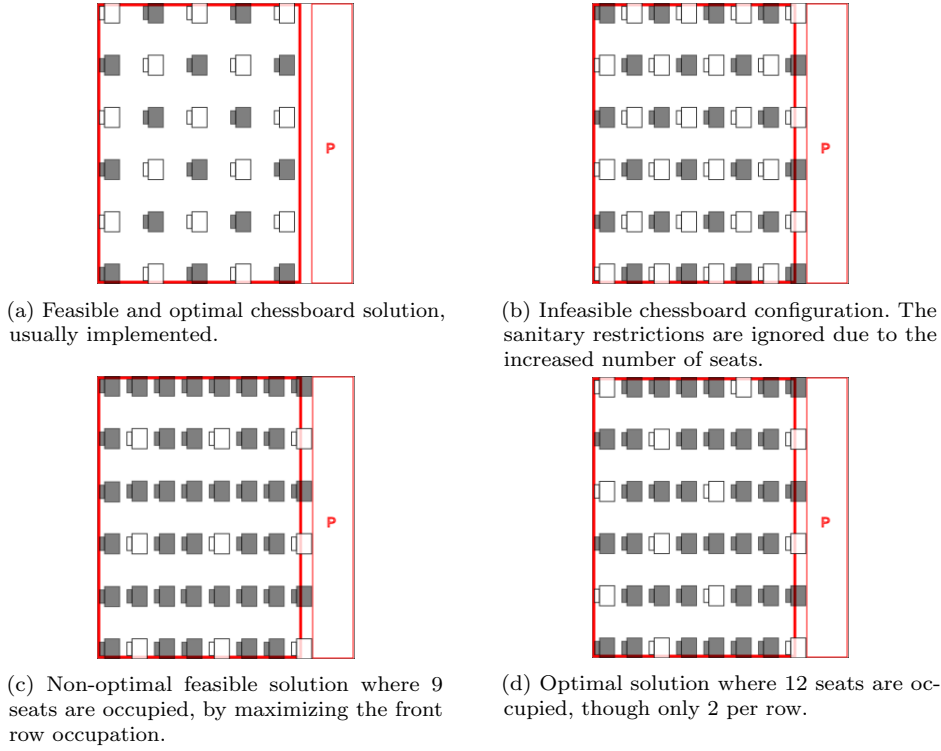 P
P
(a) Feasible and optimal chessboard solution,
usually implemented.
(b) Infeasible chessboard configuration. The
sanitary restrictions are ignored due to the
increased number of seats.
P
P
(c) Non-optimal feasible solution where 9
seats are occupied, by maximizing the front
row occupation.
(d) Optimal solution where 12 seats are oc-
cupied, though only 2 per row.